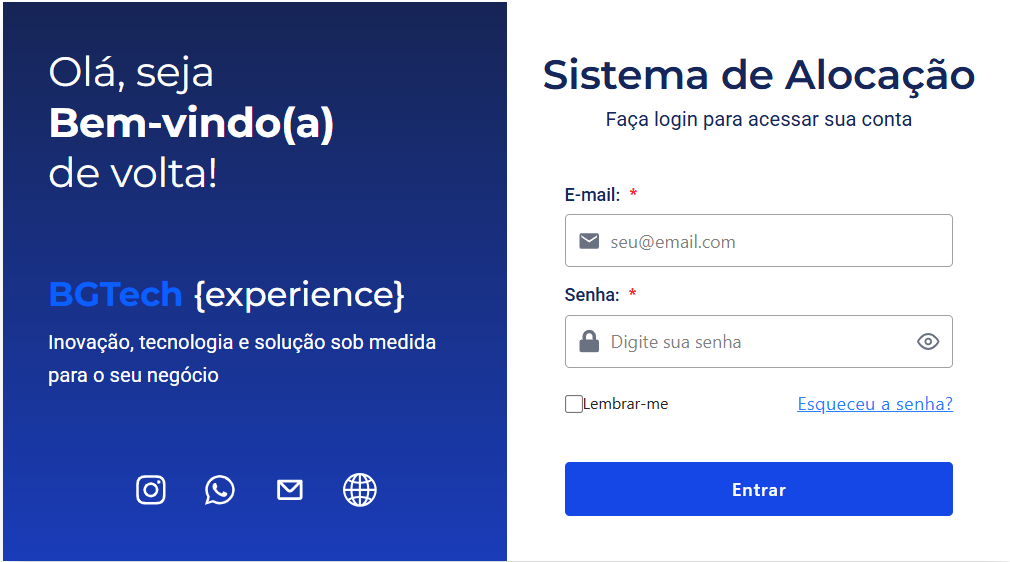 Olá, seja
Bem-vindo(a)
de volta!
BGTech {experience}
Inovação, tecnologia e solução sob medida
para o seu negócio
Sistema de Alocação
Faça login para acessar sua conta
E-mail: *
seu@email.com
Senha: *
Digite sua senha
Lembrar-me
Esqueceu a senha?
Entrar